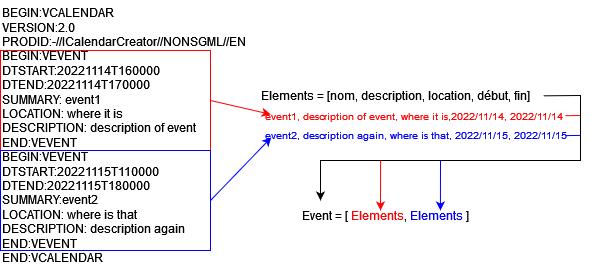 BEGIN:VCALENDAR
VERSION:2.0
PRODID:-//ICalendarCreator//NONSGML//EN
BEGIN:VEVENT
DTSTART:20221114T160000
DTEND:20221114T170000
SUMMARY: event1
LOCATION: where it is
DESCRIPTION: description of event
END:VEVENT
BEGIN:VEVENT
DTSTART:20221115T110000
DTEND:20221115T180000
SUMMARY:event2
LOCATION: where is that
DESCRIPTION: description again
END:VEVENT
END:VCALENDAR
Elements = [nom, description, location, début, fin]
event1, description of event, where it is,2022/11/14, 2022/11/14
event2, description again, where is that, 2022/11/15, 2022/11/15
Event = [ Elements, Elements ]